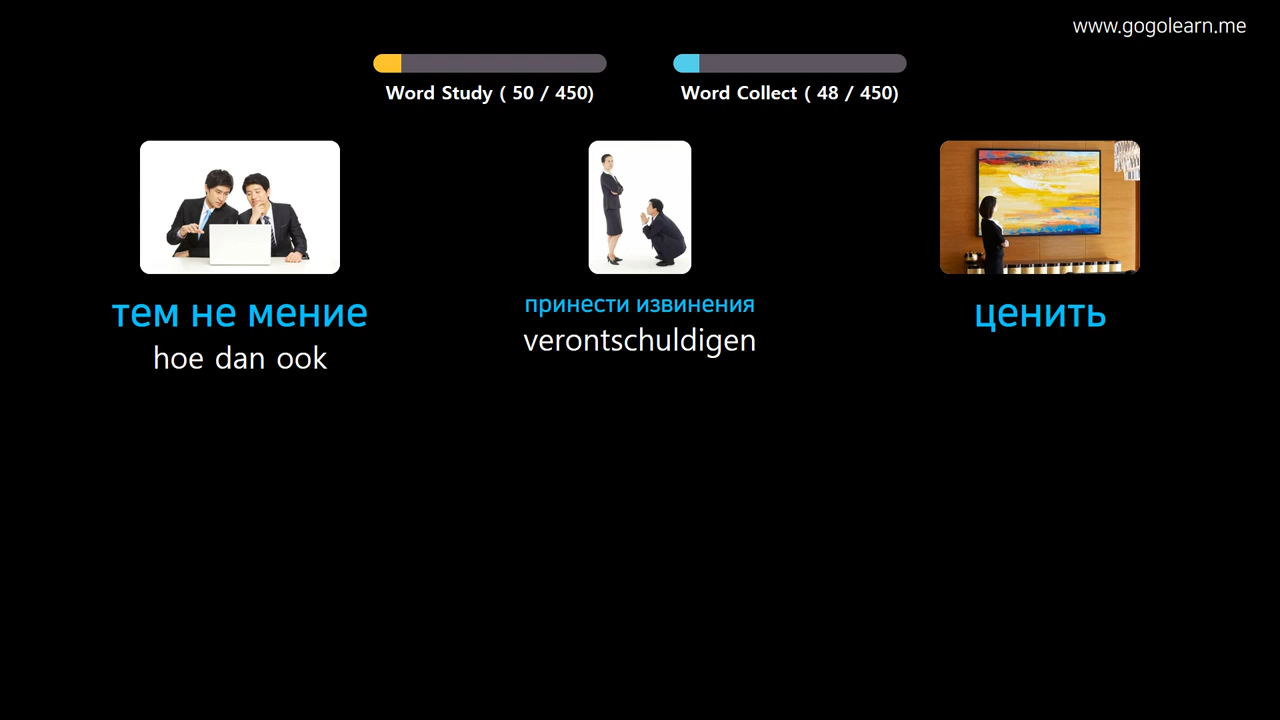 www.gogolearn.me
Word Study ( 50 / 450)
Word Collect ( 48 / 450)
тем не мение
hoe dan ook
принести извинения
verontschuldigen
ценить